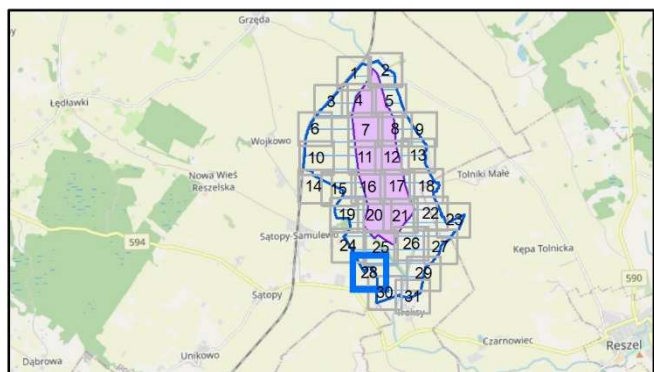 Grzęda
1 2
Łędławki
3 4 5
6 7 8 9
Wojkowo
10 11 12 13
Nowa Wieś
Reszelska
Tolniki Małe
14 15 16 17 18
19 20 21 22 23
594
Sątopy-Samulewo
24 25 26 27
Kępa Tolnicka
28 29
590
Sątopy
30 31
Troksy
Czarnowiec
Unikowo
Dąbrowa
Reszel